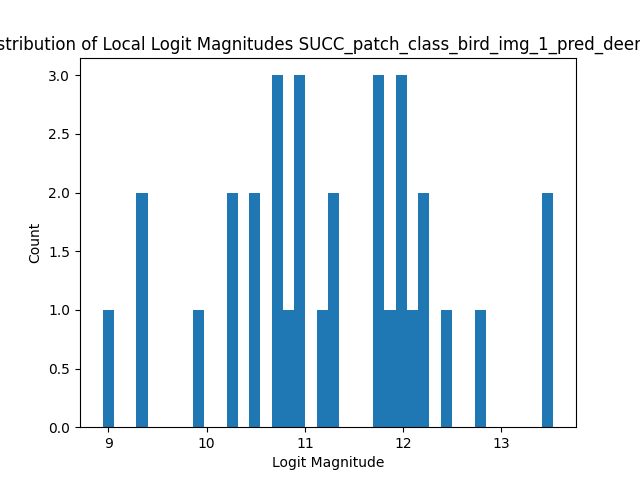 stribution of Local Logit Magnitudes SUCC_patch_class_bird_img_1_pred_deer
3.0
2.5
2.0
1.5
1.0
0.5
0.0
Count
9 10 11 12 13
Logit Magnitude